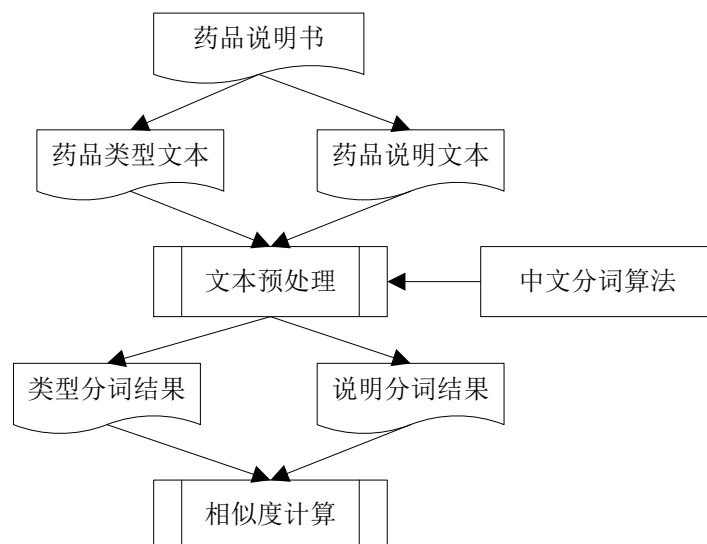 药品说明书
药品类型文本
药品说明文本
文本预处理
中文分词算法
类型分词结果
说明分词结果
相似度计算